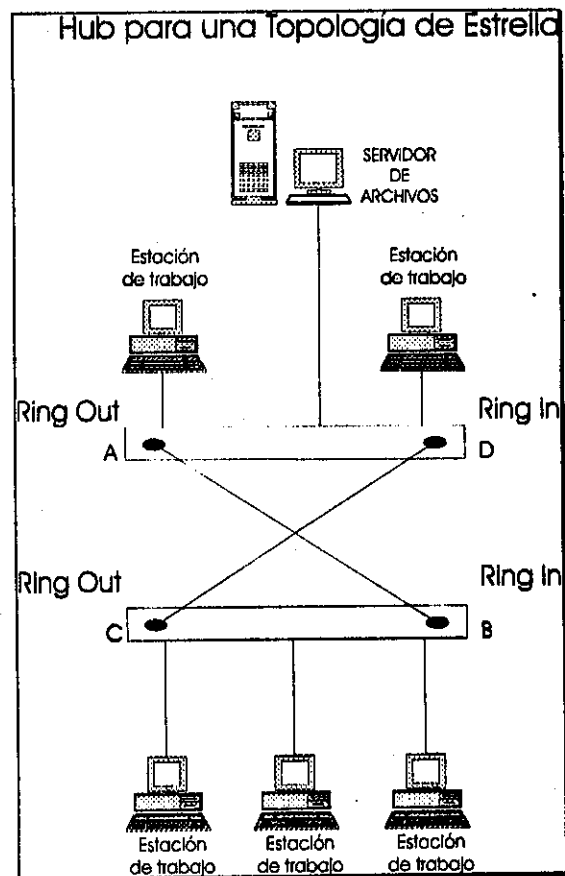 Hub para una Topología de Estrella
SERVIDOR
DE
ARCHIVOS
Estación
de trabajo
Estación
de trabajo
Ring Out
Ring In
A
D
Ring Out
Ring In
C
B
Estación
de trabajo
Estación
de trabajo
Estación
de trabajo